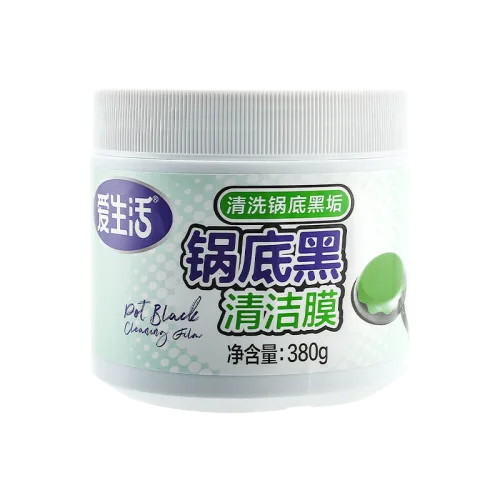 爱生活®
清洗锅底黑垢
锅底黑
清洁膜
Pot Black
Cleaning Film
净含量:380g